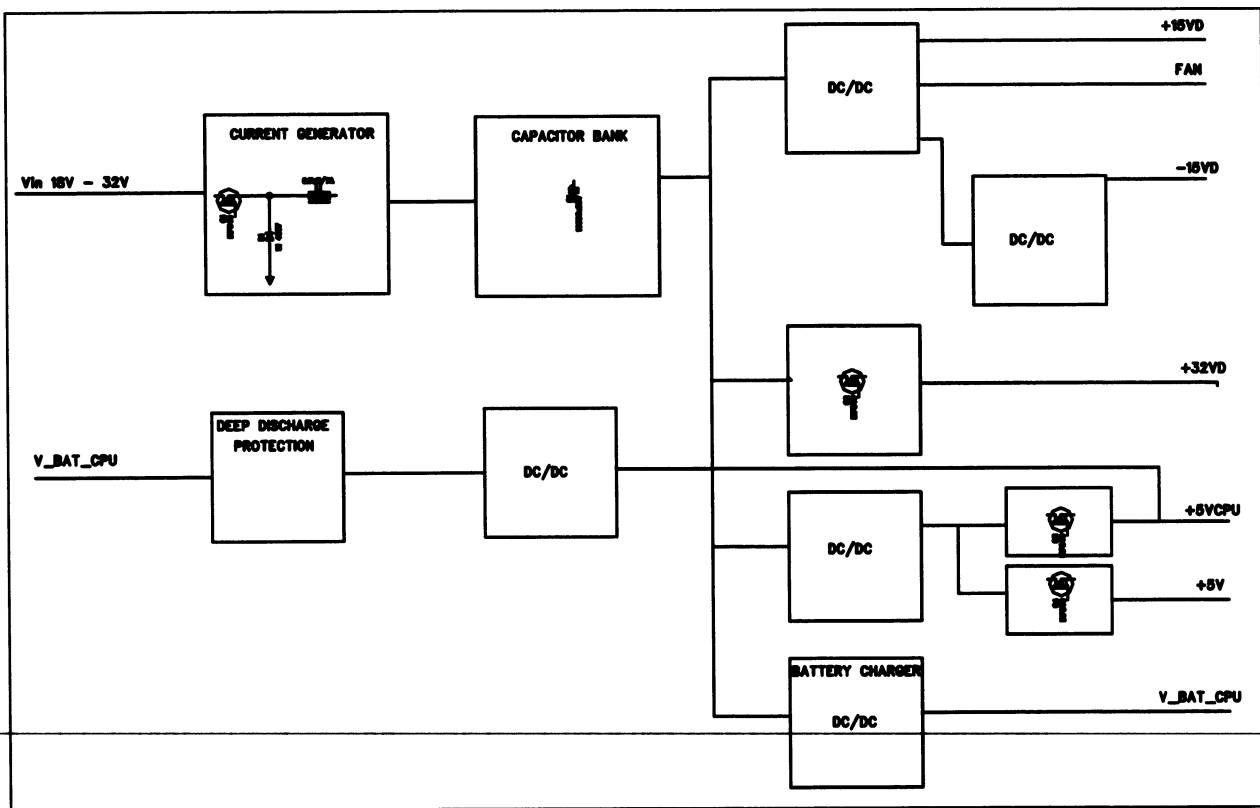 +15VD
DC/DC
FAN
CURRENT GENERATOR
CAPACITOR BANK
Vin 18V - 32V
-15VD
DC/DC
+32VD
DEEP DISCHARGE
PROTECTION
V_BAT_CPU
DC/DC
+5VCPU
DC/DC
+5V
BATTERY CHARGER
DC/DC
V_BAT_CPU